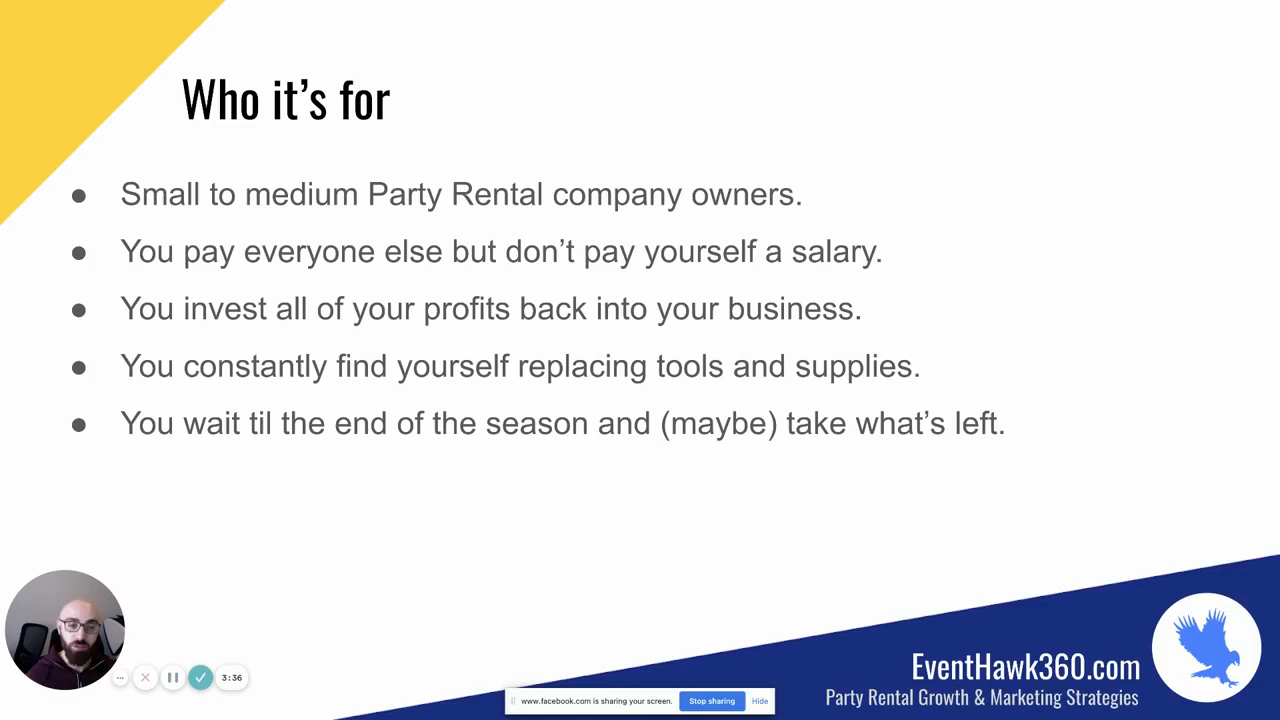 Who it's for
● Small to medium Party Rental company owners.
● You pay everyone else but don't pay yourself a salary.
● You invest all of your profits back into your business.
● You constantly find yourself replacing tools and supplies.
● You wait til the end of the season and (maybe) take what's left.
3:36
www.facebook.com is sharing your screen. Stop sharing Hide
EventHawk360.com
Party Rental Growth & Marketing Strategies